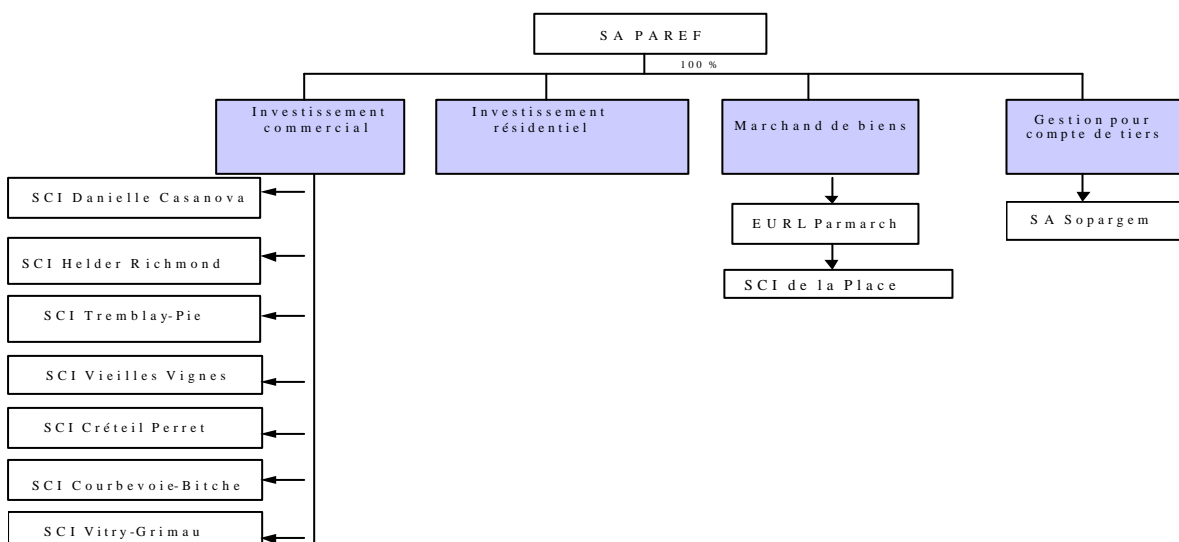 SA PAREF
100 %
Investissement
commercial
Investissement
résidentiel
Marchand de biens
Gestion pour
compte de tiers
SCI Danielle Casanova
SCI Helder Richmond
SCI Tremblay-Pie
SCI Vieilles Vignes
SCI Créteil Perret
SCI Courbevoie-Bitche
SCI Vitry-Grimau
EURL Parmarch
SCI de la Place
SA Sopargem